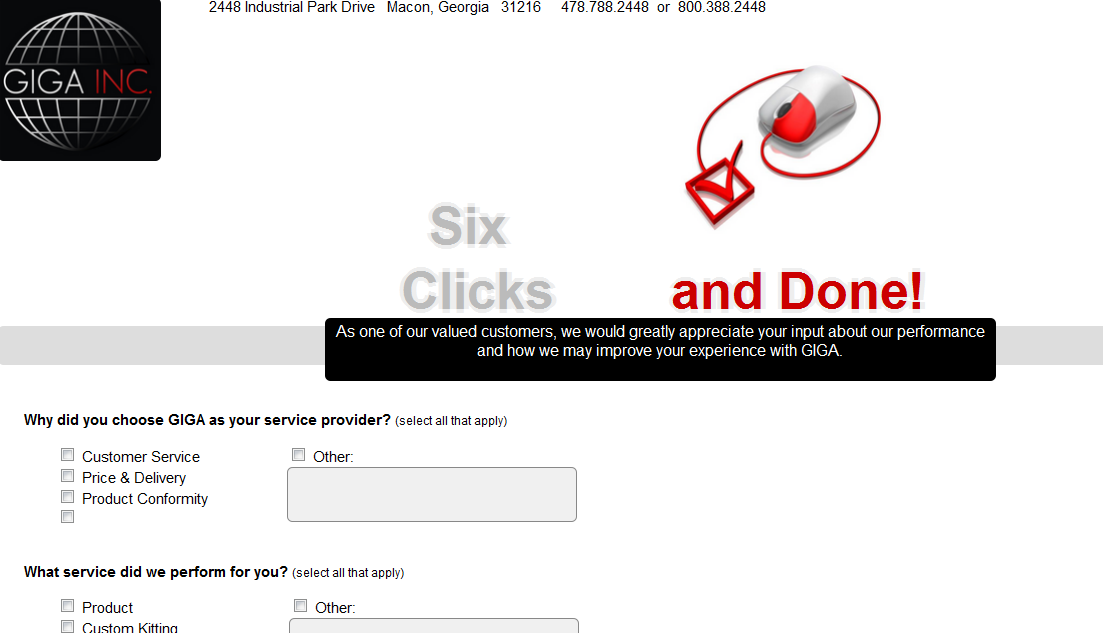 2448 Industrial Park Drive Macon, Georgia 31216 478.788.2448 or 800.388.2448
GIGA INC.
Six
Clicks
and Done!
As one of our valued customers, we would greatly appreciate your input about our performance
and how we may improve your experience with GIGA.
Why did you choose GIGA as your service provider? (select all that apply)
Customer Service
Other:
Price & Delivery
Product Conformity
What service did we perform for you? (select all that apply)
Product
Other:
Custom Kitting